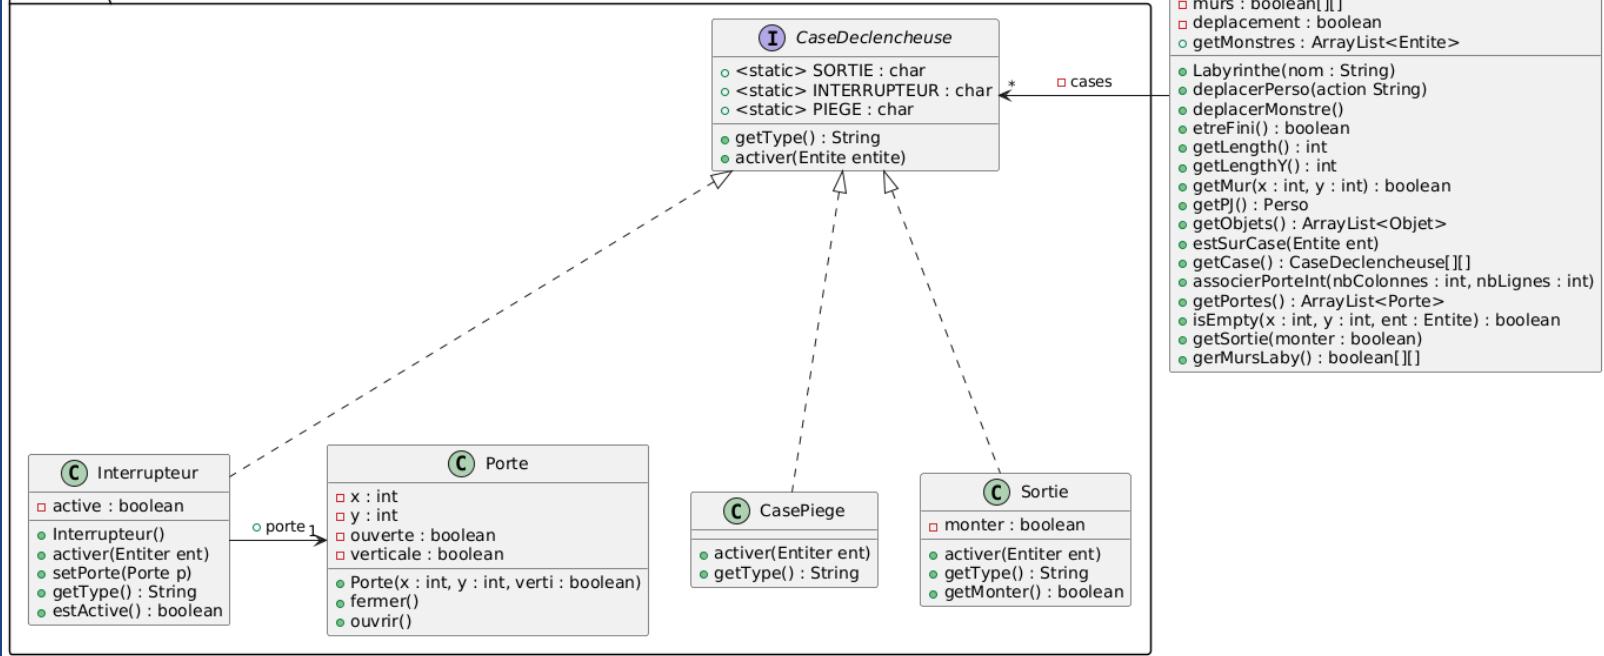 CaseDeclencheuse
<static> SORTIE : char
<static> INTERRUPTEUR : char
<static> PIEGE : char
getType() : String
activer(Entite entite)
* cases
murs : boolean[][]
deplacement : boolean
getMonstres : ArrayList<Entite>
Labyrinthe(nom : String)
deplacerPerso(action String)
deplacerMonstre()
etreFini() : boolean
getLength() : int
getLengthY() : int
getMur(x : int, y : int) : boolean
getPJ() : Perso
getObjets() : ArrayList<Objet>
estSurCase(Entite ent)
getCase() : CaseDeclencheuse[][]
associerPorteInt(nbColonnes : int, nbLignes : int)
getPortes() : ArrayList<Porte>
isEmpty(x : int, y : int, ent : Entite) : boolean
getSortie(monter : boolean)
gerMursLaby() : boolean[][]
C Interrupteur
active : boolean
Interrupteur()
activer(Entiter ent)
setPorte(Porte p)
getType() : String
estActive() : boolean
porte 1
C Porte
x : int
y : int
ouverte : boolean
verticale : boolean
Porte(x : int, y : int, verti : boolean)
fermer()
ouvrir()
C CasePiege
activer(Entiter ent)
getType() : String
C Sortie
monter : boolean
activer(Entiter ent)
getType() : String
getMonter() : boolean